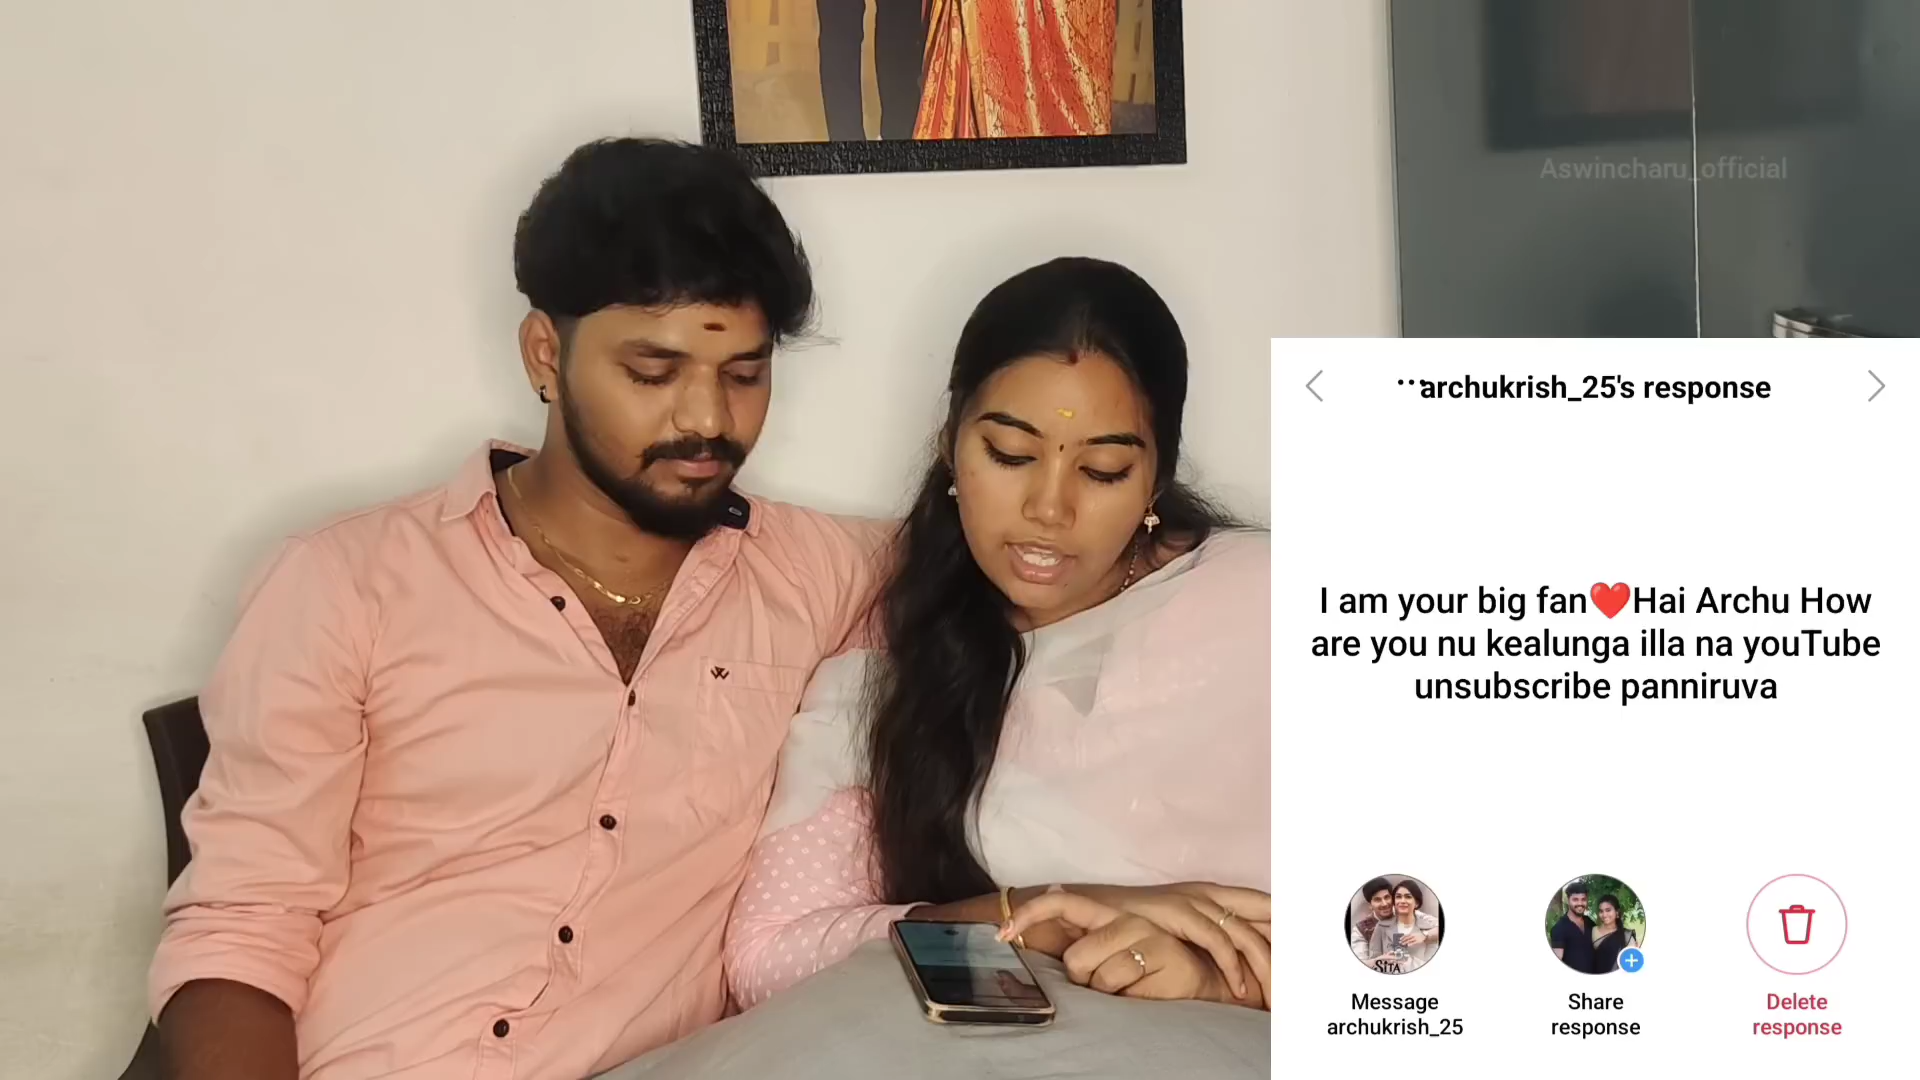 Aswincharu_official
archukrish_25's response
I am your big fan❤️Hai Archu How
are you nu kealunga illa na youTube
unsubscribe panniruva
SITA
Message
archukrish_25
Share
response
Delete
response